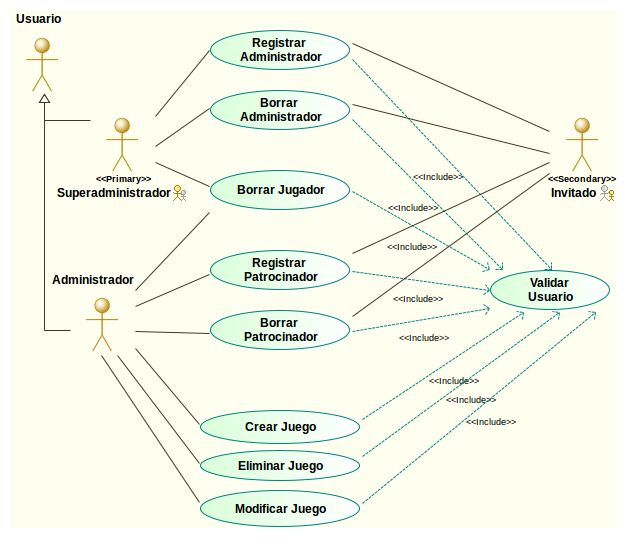 Usuario
Registrar
Administrador
Borrar
Administrador
<<Primary>>
Superadministrador
<<Secondary>>
Invitado
Borrar Jugador
<<Include>>
<<Include>>
<<Include>>
Registrar
Patrocinador
Administrador
Validar
Usuario
<<Include>>
Borrar
Patrocinador
<<Include>>
<<Include>>
<<Include>>
<<Include>>
Crear Juego
Eliminar Juego
Modificar Juego